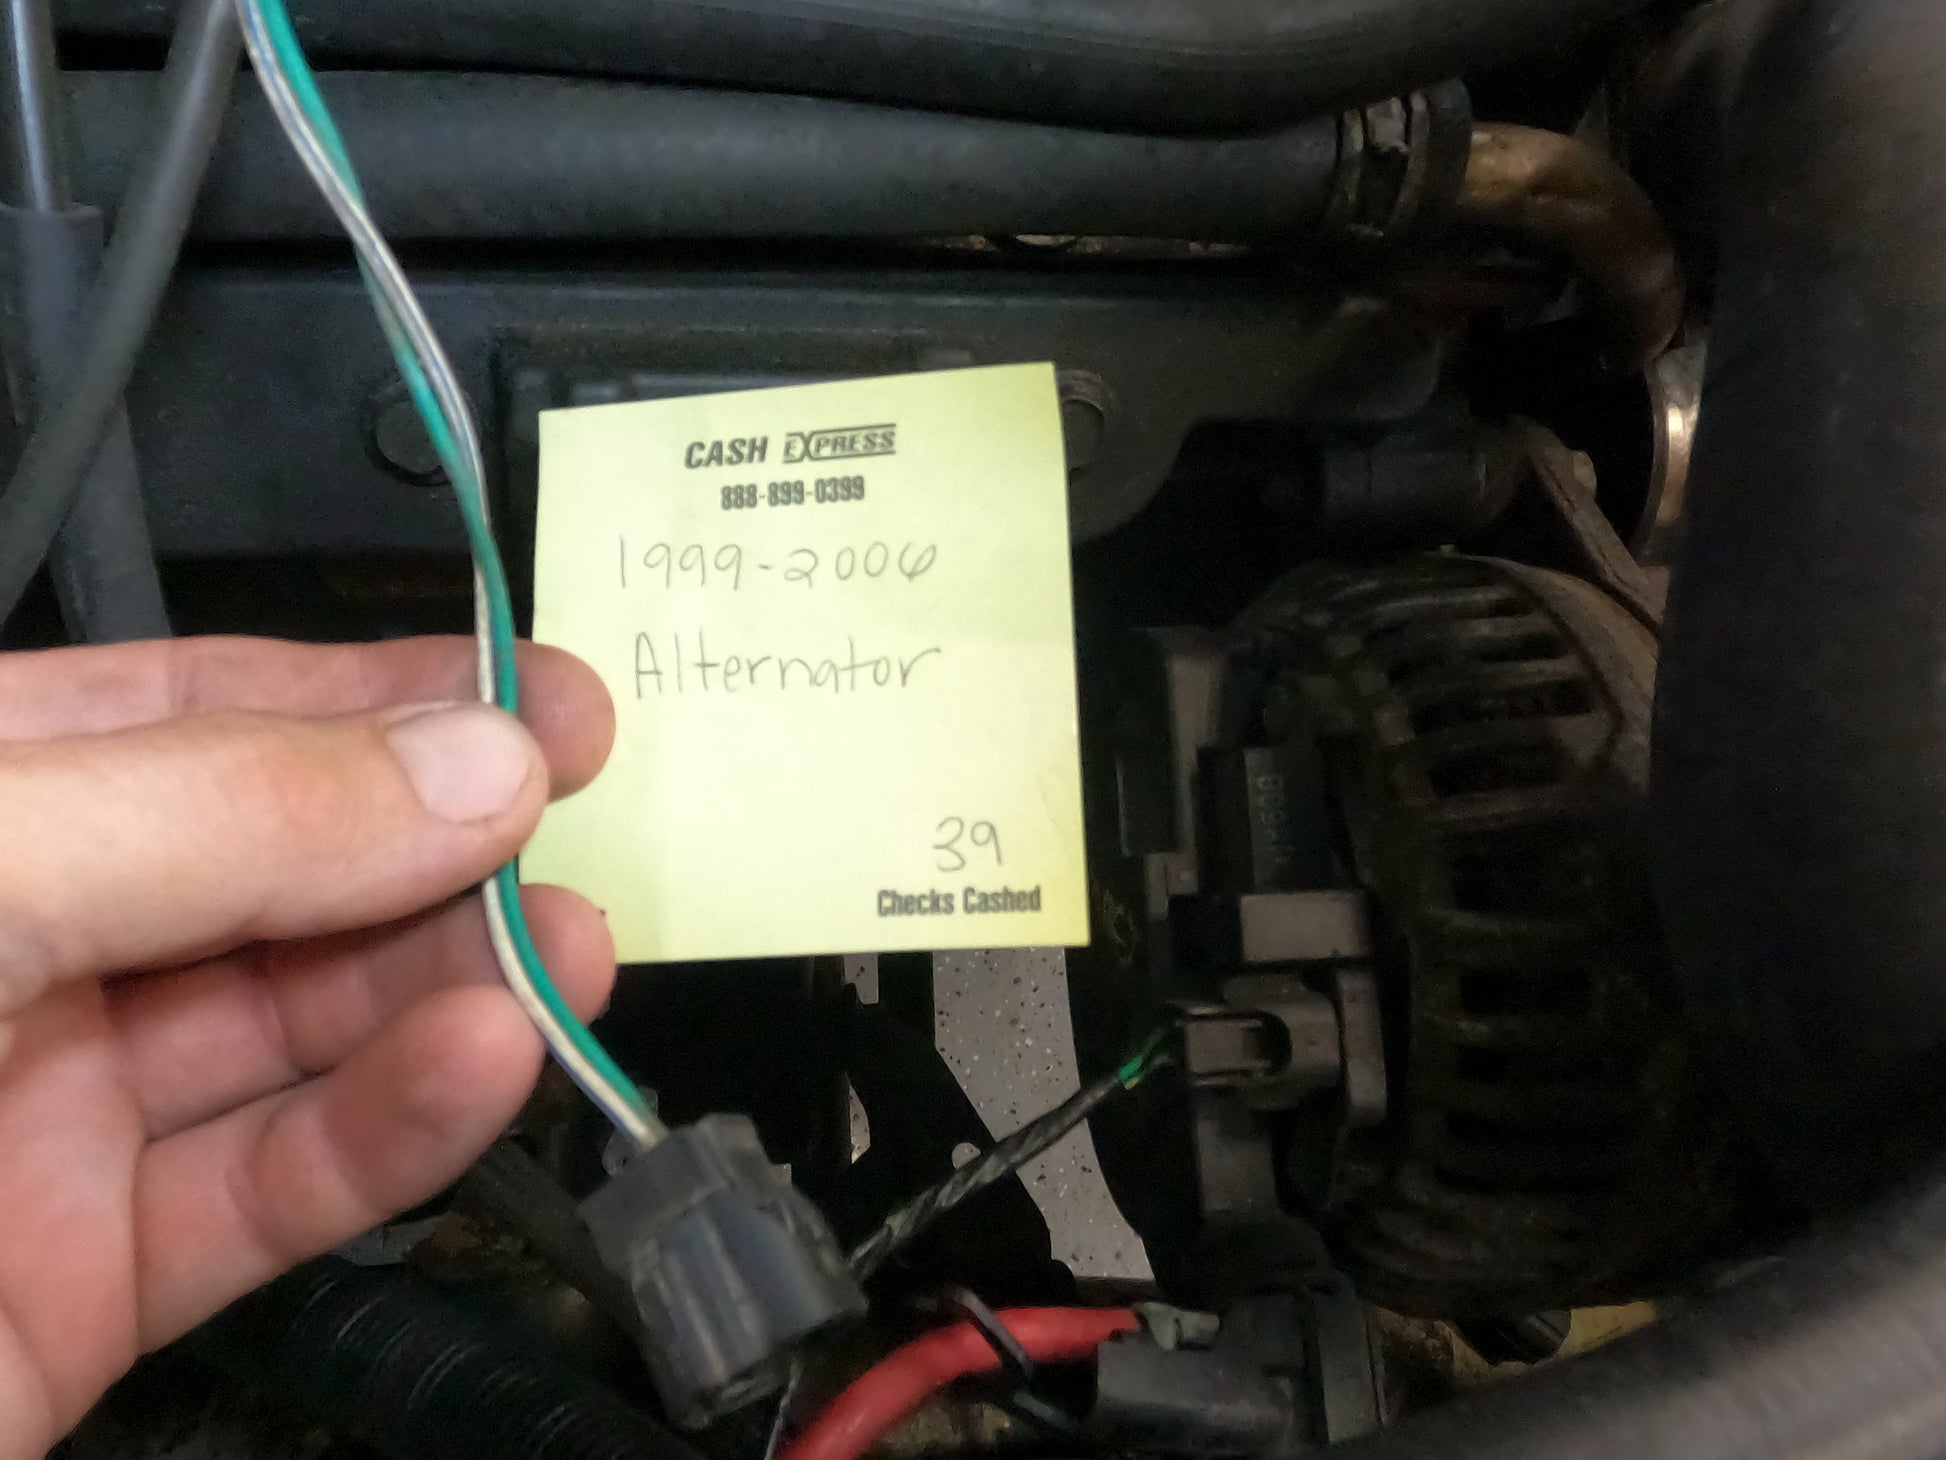 CASH EXPRESS
888-899-0399
1999-2006
Alternator
39
Checks Cashed